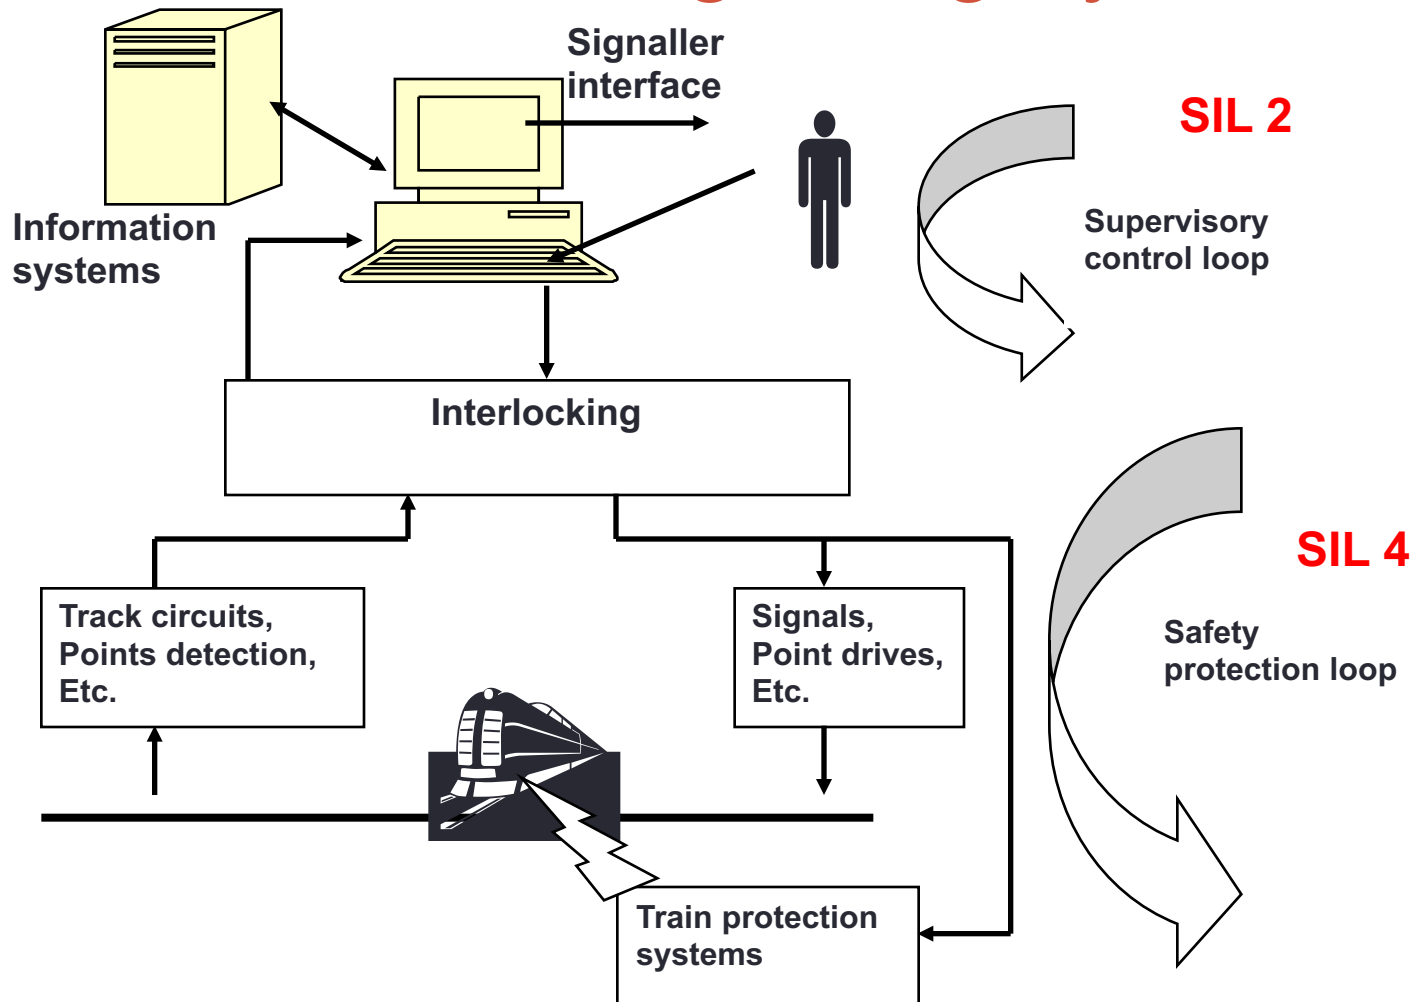 Signaller
interface
SIL 2
Information
systems
Supervisory
control loop
Interlocking
SIL 4
Track circuits,
Points detection,
Etc.
Signals,
Point drives,
Etc.
Safety
protection loop
Train protection
systems